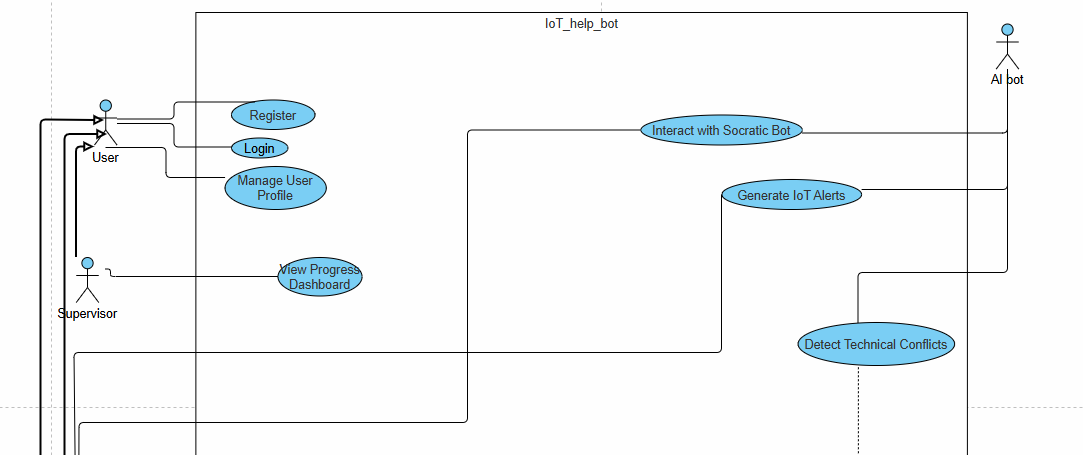 IoT_help_bot
AI bot
Register
Interact with Socratic Bot
Login
User
Manage User
Profile
Generate IoT Alerts
View Progress
Dashboard
Supervisor
Detect Technical Conflicts